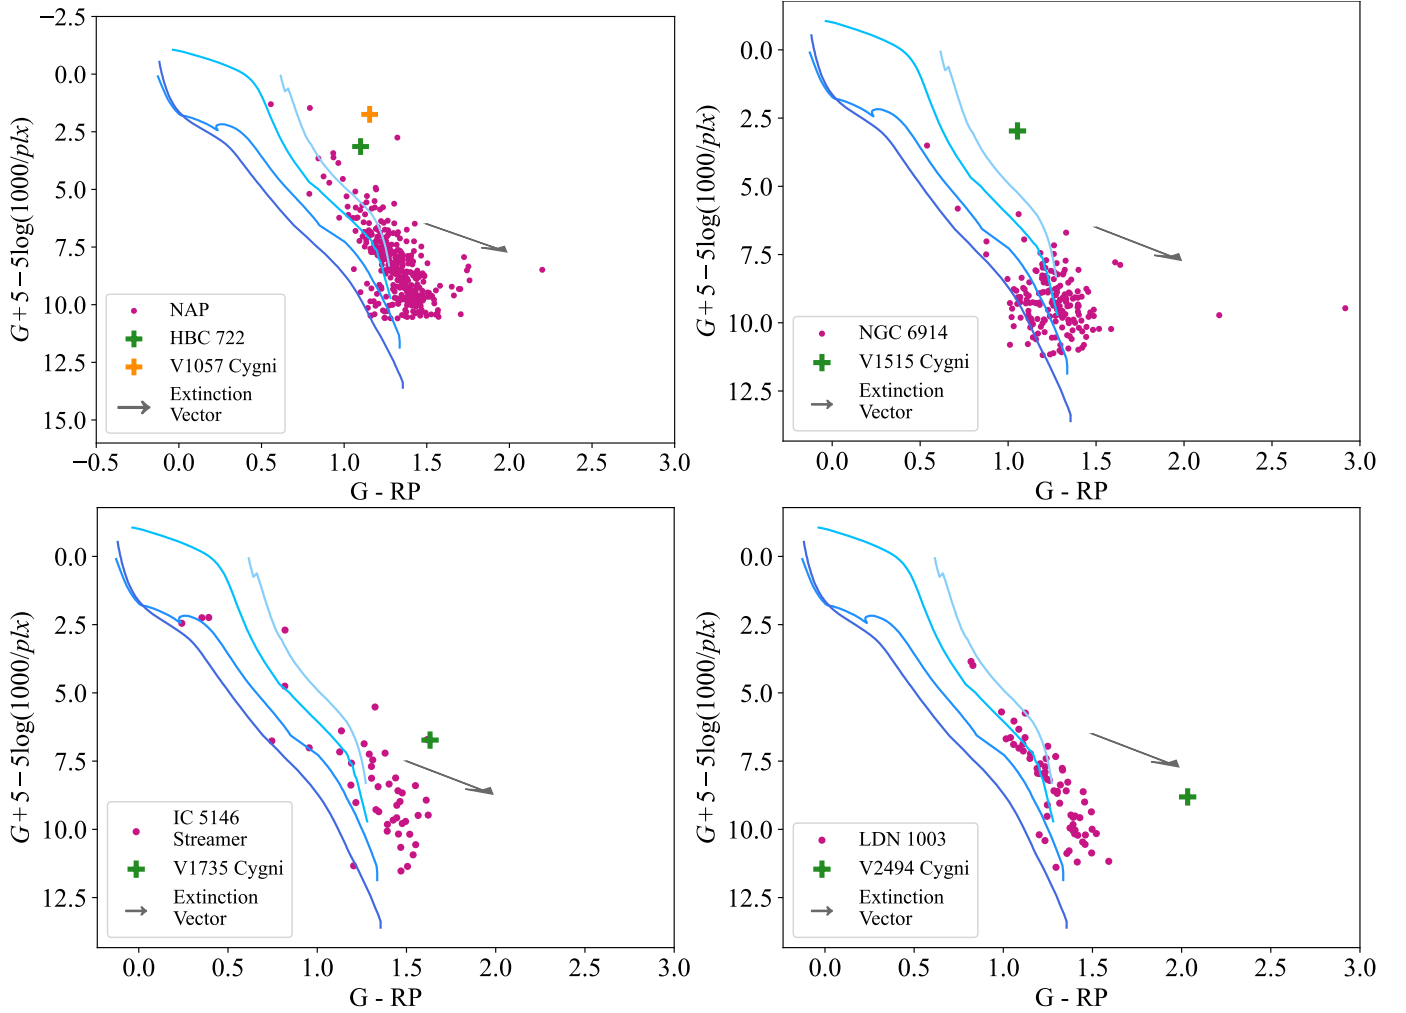 −2.5
0.0
2.5
5.0
7.5
10.0
12.5
15.0
G + 5 − 5log(1000/plx)
NAP
HBC 722
V1057 Cygni
Extinction
Vector
−0.5 0.0 0.5 1.0 1.5 2.0 2.5 3.0
G - RP
0.0
2.5
5.0
7.5
10.0
12.5
G + 5 − 5log(1000/plx)
NGC 6914
V1515 Cygni
Extinction
Vector
0.0 0.5 1.0 1.5 2.0 2.5 3.0
G - RP
0.0
2.5
5.0
7.5
10.0
12.5
G + 5 − 5log(1000/plx)
IC 5146
Streamer
V1735 Cygni
Extinction
Vector
0.0 0.5 1.0 1.5 2.0 2.5 3.0
G - RP
0.0
2.5
5.0
7.5
10.0
12.5
G + 5 − 5log(1000/plx)
LDN 1003
V2494 Cygni
Extinction
Vector
0.0 0.5 1.0 1.5 2.0 2.5 3.0
G - RP